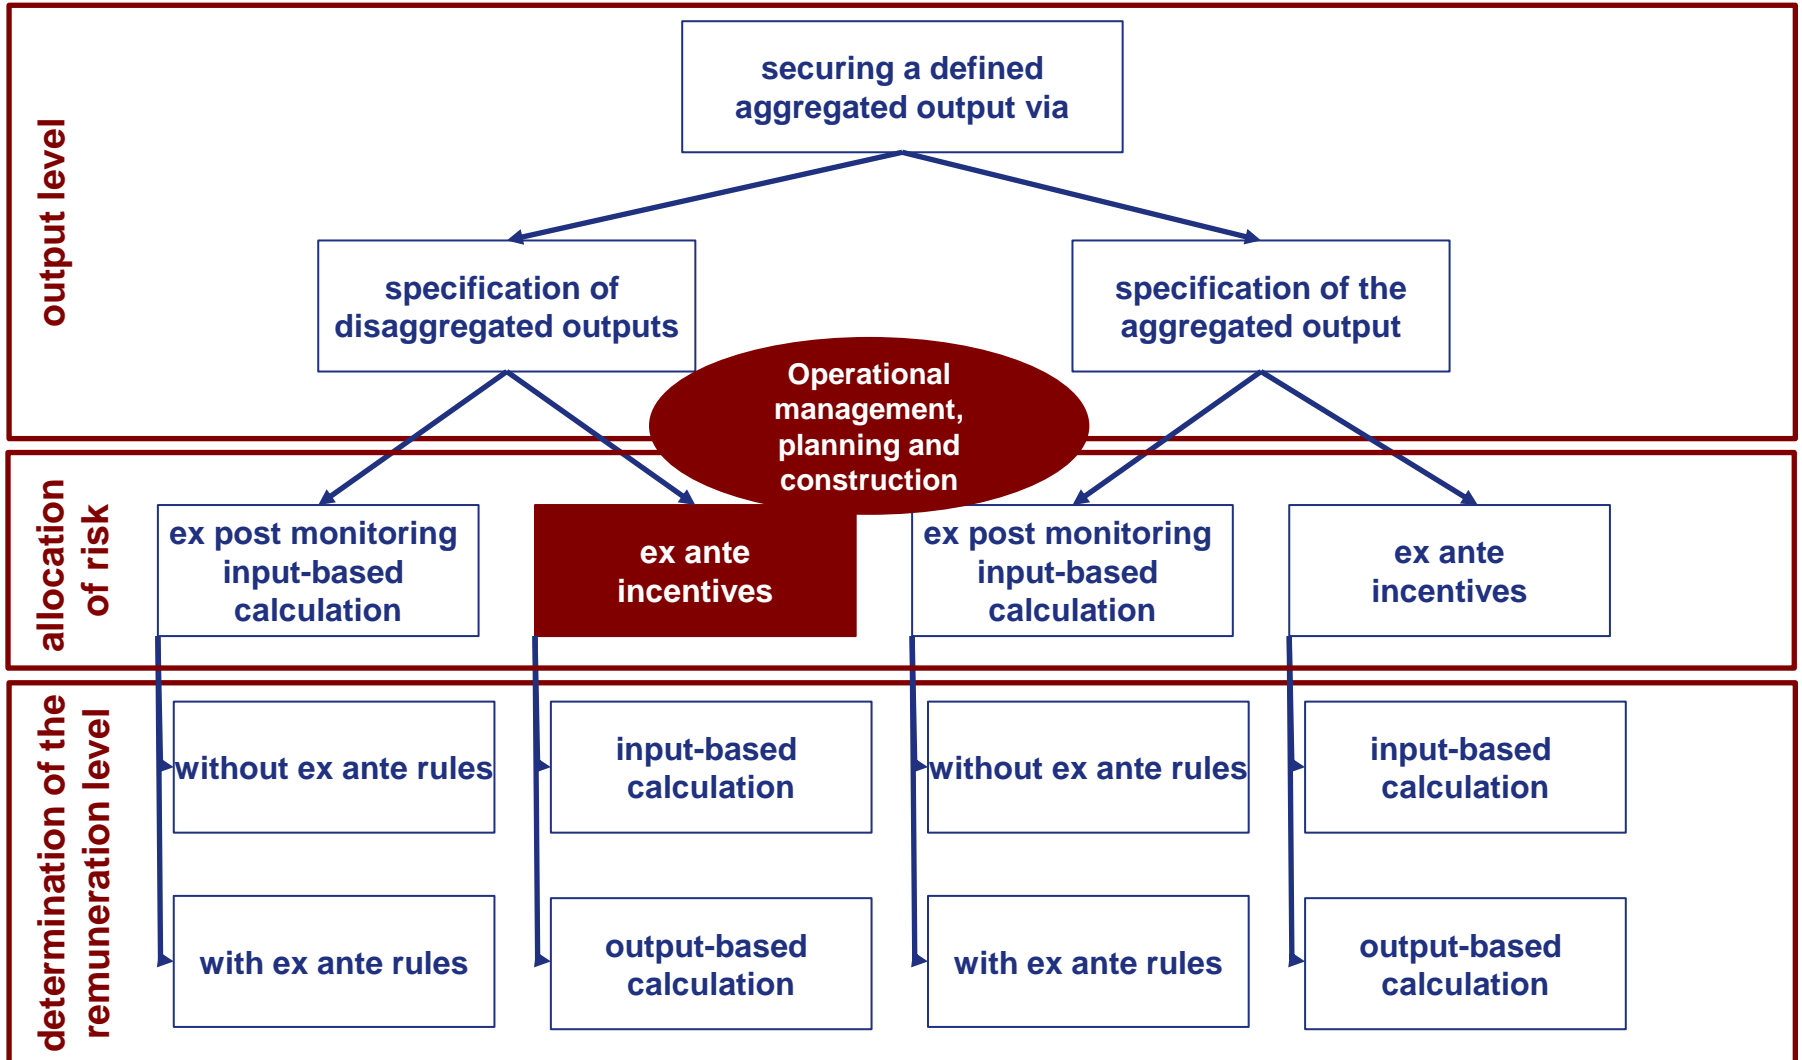 output level
securing a defined
aggregated output via
specification of
disaggregated outputs
specification of the
aggregated output
Operational
management,
planning and
construction
allocation
of risk
ex post monitoring
input-based
calculation
ex ante
incentives
ex post monitoring
input-based
calculation
ex ante
incentives
determination of the
remuneration level
without ex ante rules
input-based
calculation
without ex ante rules
input-based
calculation
with ex ante rules
output-based
calculation
with ex ante rules
output-based
calculation